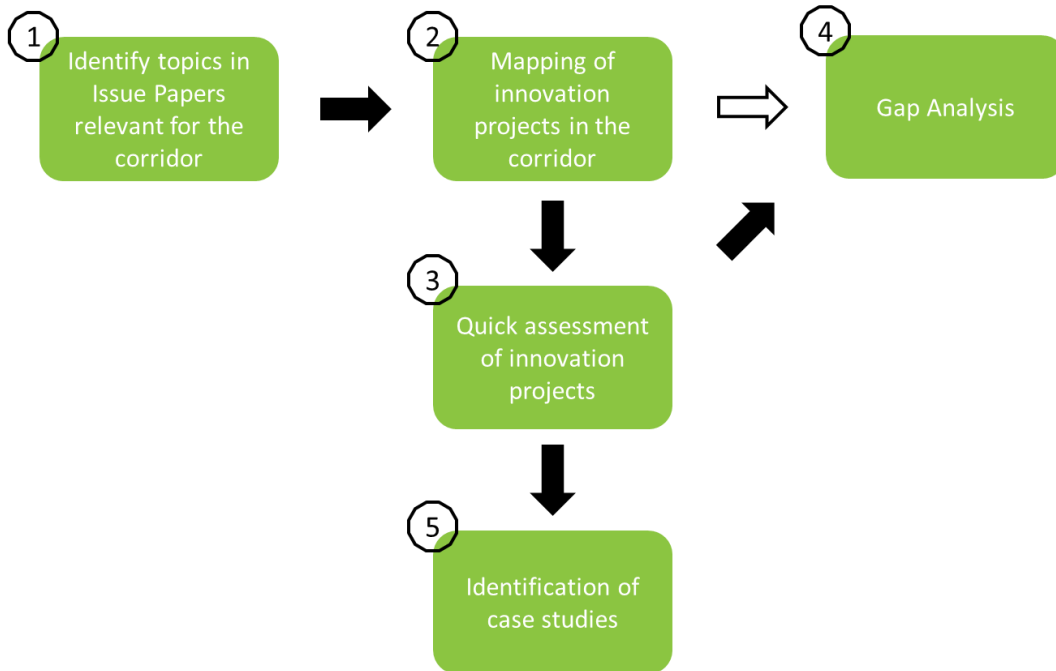 1
Identify topics in
Issue Papers
relevant for the
corridor
2
Mapping of
innovation
projects in the
corridor
4
Gap Analysis
3
Quick assessment
of innovation
projects
5
Identification of
case studies